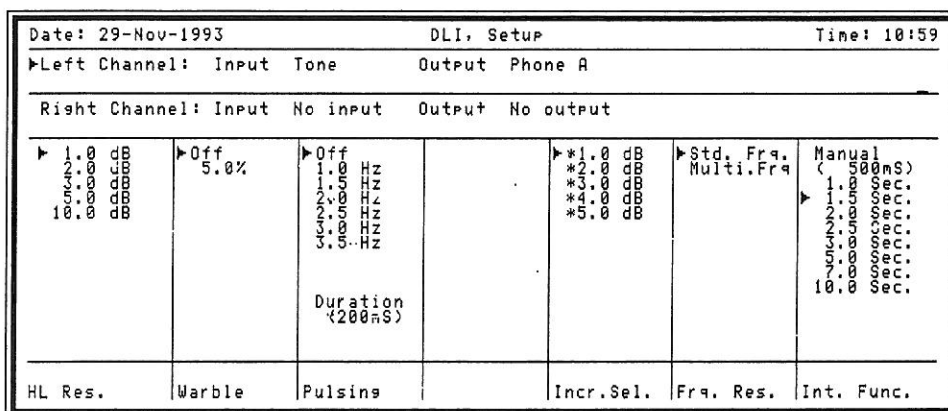 Date: 29-Nov-1993 DLI, Setup Time: 10:59
►Left Channel: Input Tone Output Phone A
Right Channel: Input No input Output No output
► 1.0 dB
2.0 dB
3.0 dB
5.0 dB
10.0 dB
HL Res.
►Off
5.0%
Warble
►Off
1.0 Hz
1.5 Hz
2.0 Hz
2.5 Hz
3.0 Hz
3.5 Hz
Duration
(200mS)
Pulsing
►*1.0 dB
*2.0 dB
*3.0 dB
*4.0 dB
*5.0 dB
Incr.Sel.
►Std. Frq.
Multi.Frq
Frq. Res.
Manual
( 500mS)
1.0 Sec.
► 1.5 Sec.
2.0 Sec.
2.5 Sec.
3.0 Sec.
5.0 Sec.
7.0 Sec.
10.0 Sec.
Int. Func.